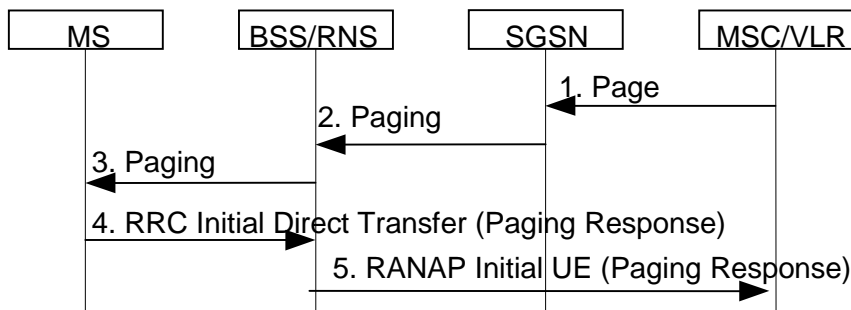 MS BSS/RNS SGSN MSC/VLR
1. Page
2. Paging
3. Paging
4. RRC Initial Direct Transfer (Paging Response)
5. RANAP Initial UE (Paging Response)